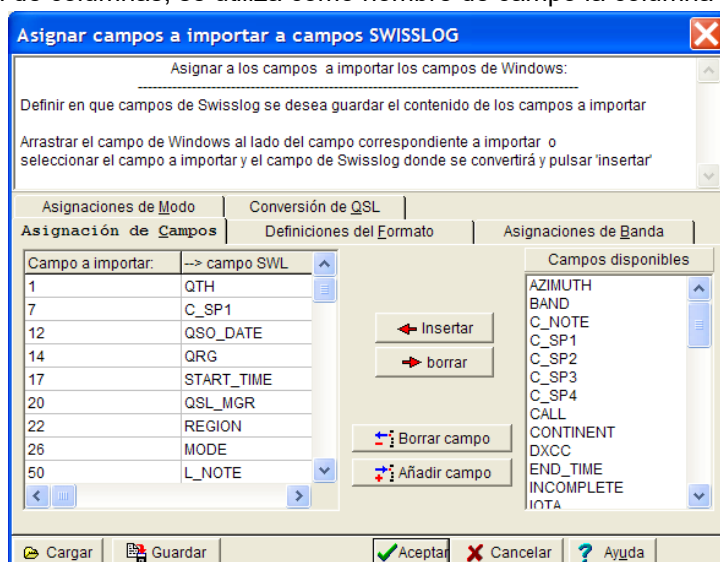 Asignar campos a importar a campos SWISSLOG
Asignar a los campos a importar los campos de Windows:
Definir en que campos de Swisslog se desea guardar el contenido de los campos a importar
Arrastrar el campo de Windows al lado del campo correspondiente a importar o
seleccionar el campo a importar y el campo de Swisslog donde se convertirá y pulsar 'insertar'
Asignaciones de Modo
Conversión de QSL
Asignación de Campos
Definiciones del Formato
Asignaciones de Banda
Campo a importar: --> campo SWL
1 QTH
7 C_SP1
12 QSO_DATE
14 QRG
17 START_TIME
20 QSL_MGR
22 REGION
26 MODE
50 L_NOTE
Insertar
borrar
Borrar campo
Añadir campo
Campos disponibles
AZIMUTH
BAND
C_NOTE
C_SP1
C_SP2
C_SP3
C_SP4
CALL
CONTINENT
DXCC
END_TIME
INCOMPLETE
IOTA
Cargar
Guardar
Aceptar
Cancelar
Ayuda